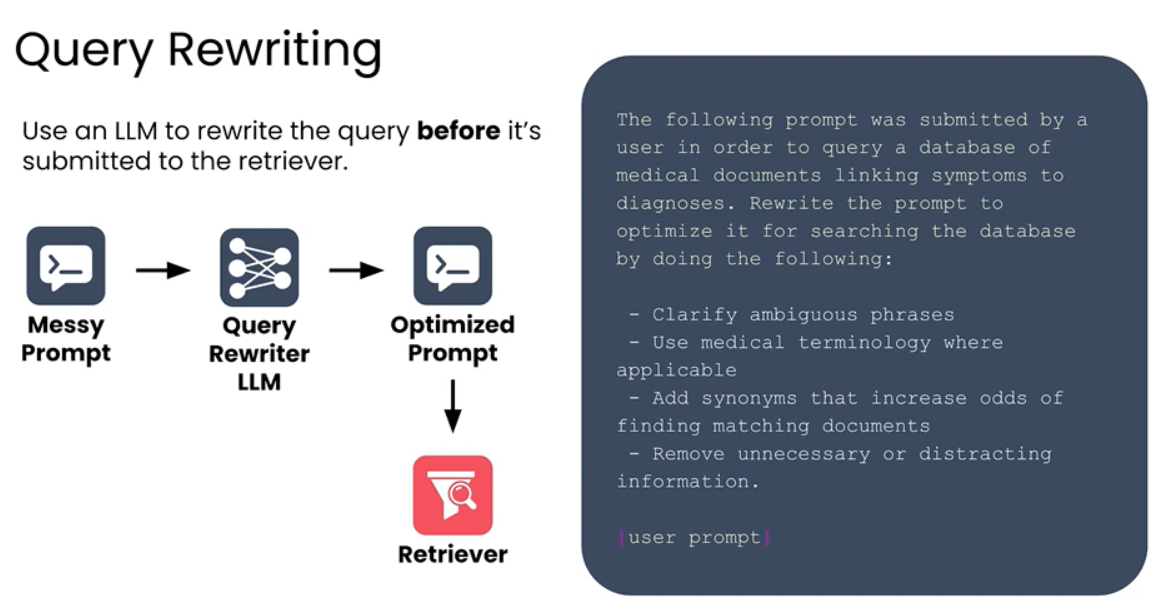 Query Rewriting
Use an LLM to rewrite the query before it's
submitted to the retriever.
Messy
Prompt
Query
Rewriter
LLM
Optimized
Prompt
Retriever
The following prompt was submitted by a
user in order to query a database of
medical documents linking symptoms to
diagnoses. Rewrite the prompt to
optimize it for searching the database
by doing the following:
- Clarify ambiguous phrases
- Use medical terminology where
applicable
- Add synonyms that increase odds of
finding matching documents
- Remove unnecessary or distracting
information.
{user prompt}